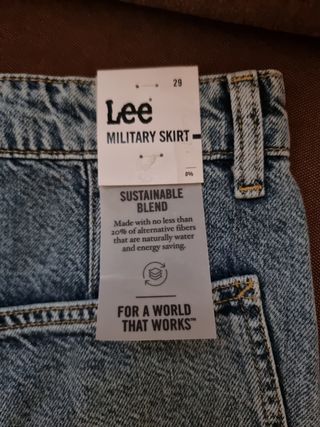 29
Lee
MILITARY SKIRT
SUSTAINABLE
BLEND
Made with no less than
20% of alternative fibers
that are naturally water
and energy saving.
FOR A WORLD
THAT WORKS™